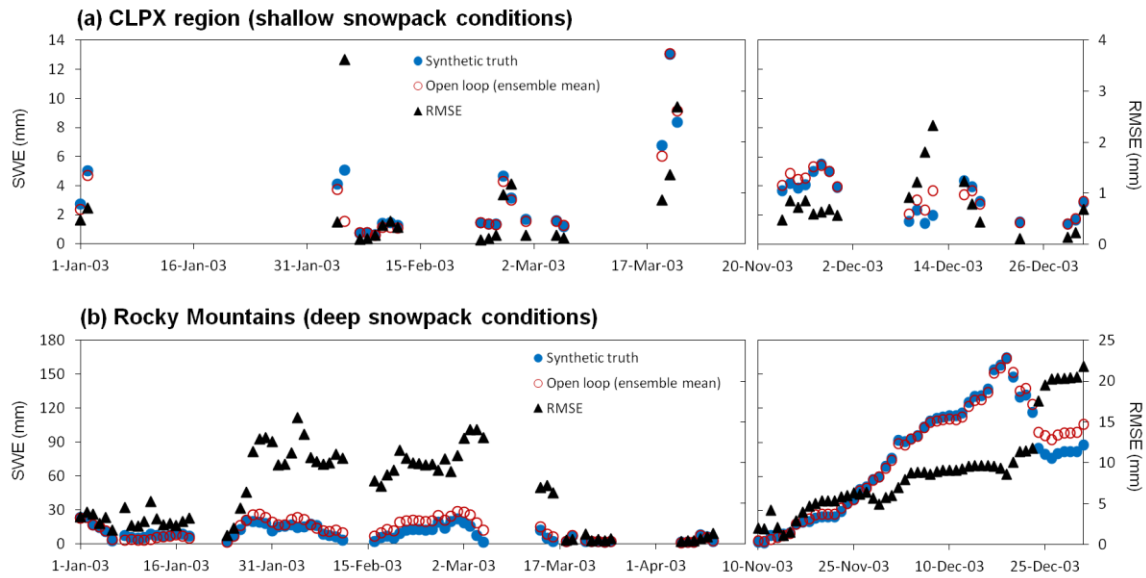 (a) CLPX region (shallow snowpack conditions)
14
12
10
8
6
4
2
0
SWE (mm)
Synthetic truth
Open loop (ensemble mean)
RMSE
4
3
2
1
0
RMSE (mm)
1-Jan-03 16-Jan-03 31-Jan-03 15-Feb-03 2-Mar-03 17-Mar-03 20-Nov-03 2-Dec-03 14-Dec-03 26-Dec-03
(b) Rocky Mountains (deep snowpack conditions)
180
150
120
90
60
30
0
SWE (mm)
Synthetic truth
Open loop (ensemble mean)
RMSE
25
20
15
10
5
0
RMSE (mm)
1-Jan-03 16-Jan-03 31-Jan-03 15-Feb-03 2-Mar-03 17-Mar-03 1-Apr-03 10-Nov-03 25-Nov-03 10-Dec-03 25-Dec-03